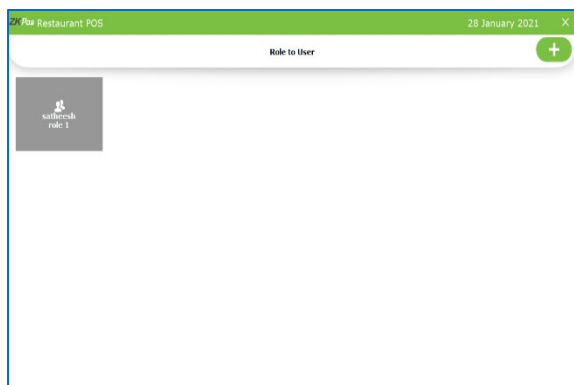 ZKPos Restaurant POS 28 January 2021 X
Role to User
+
satheesh
role 1